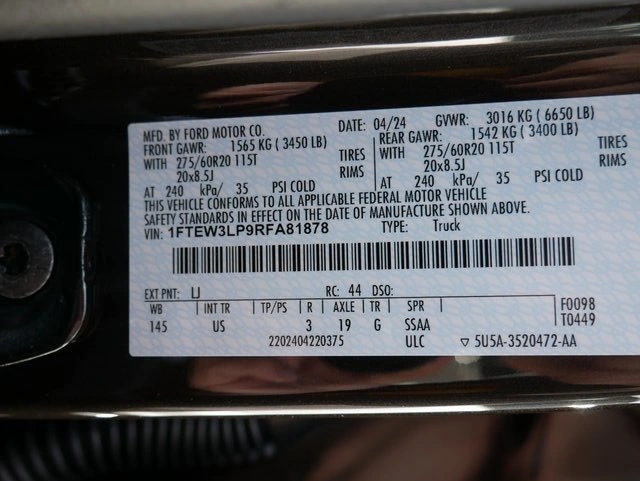 MFD. BY FORD MOTOR CO. DATE: 04/24 GVWR: 3016 KG ( 6650 LB)
FRONT GAWR: 1565 KG ( 3450 LB) REAR GAWR: 1542 KG ( 3400 LB)
WITH 275/60R20 115T TIRES WITH 275/60R20 115T TIRES
20x8.5J RIMS 20x8.5J RIMS
AT 240 kPa/ 35 PSI COLD AT 240 kPa/ 35 PSI COLD
THIS VEHICLE CONFORMS TO ALL APPLICABLE FEDERAL MOTOR VEHICLE
SAFETY STANDARDS IN EFFECT ON THE DATE OF MANUFACTURE SHOWN ABOVE.
VIN: 1FTEW3LP9RFA81878 TYPE: Truck
EXT PNT: RC: 44 DSO:
WB INT TR TP/PS R AXLE TR SPR F0098
145 US 3 19 G SSAA T0449
2202404220375 ULC ▽ 5U5A-3520472-AA